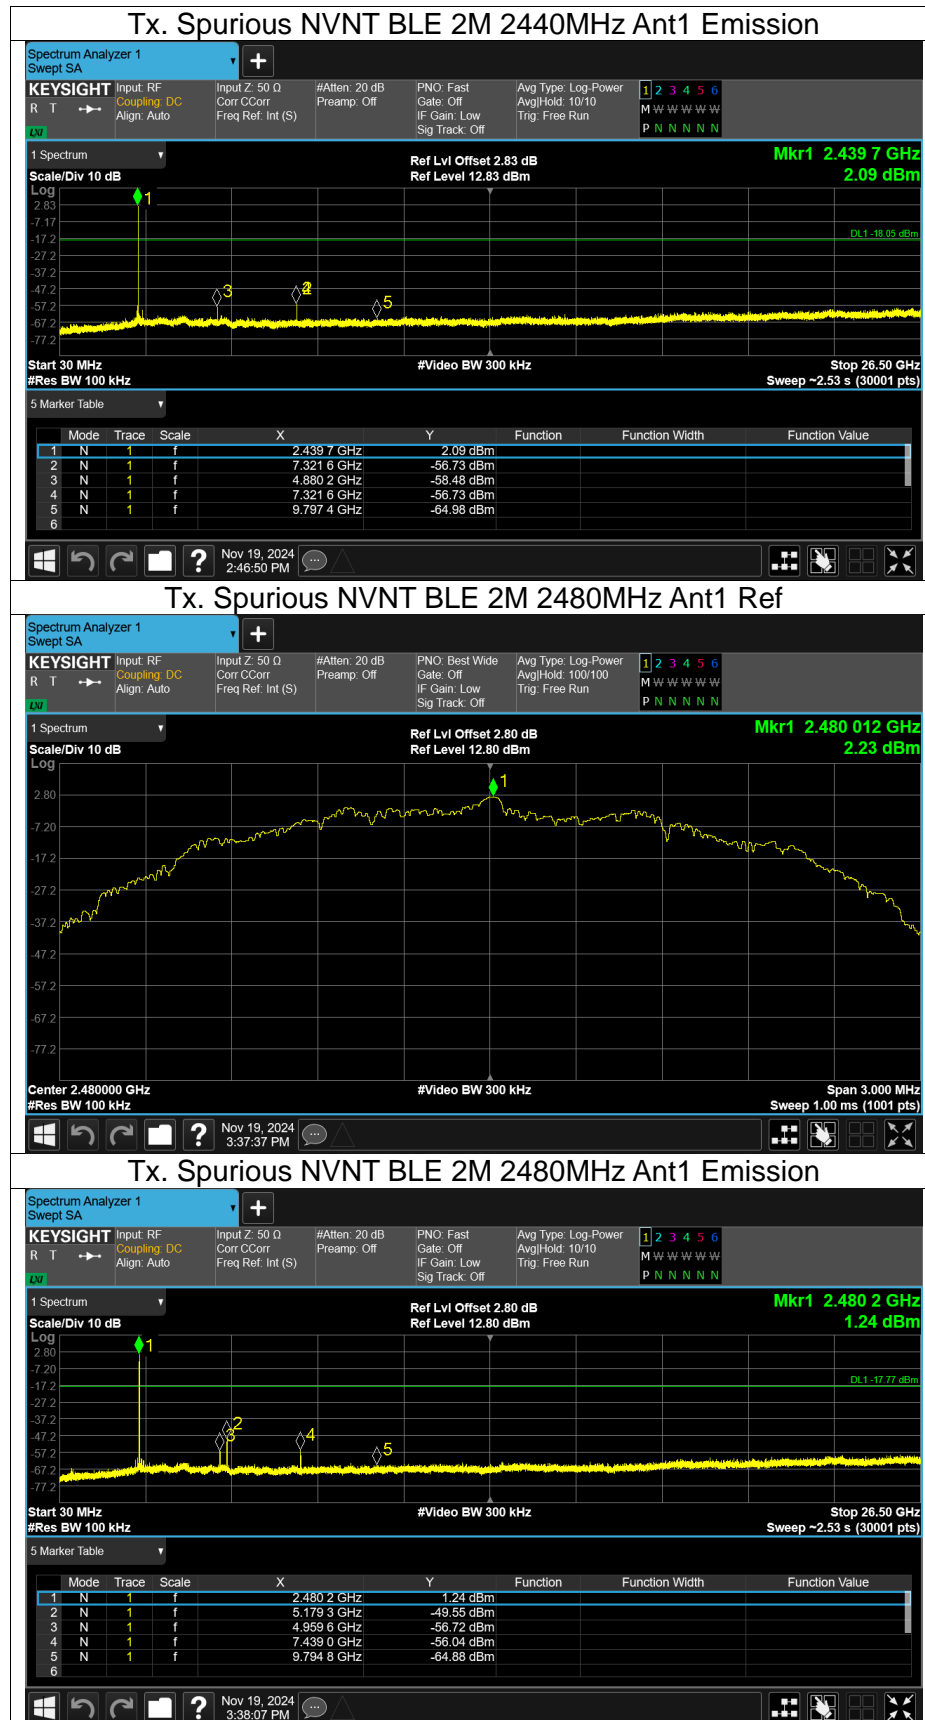 Tx. Spurious NVNT BLE 2M 2440MHz Ant1 Emission
Spectrum Analyzer 1
Swept SA
+
KEYSIGHT Input: RF Input Z: 50 Ω #Atten: 20 dB PNO: Fast Avg Type: Log-Power 1 2 3 4 5 6
R T Coupling: DC Corr CCorr Preamp: Off Gate: Off Avg|Hold: 10/10 M W W W W W
Align: Auto Freq Ref: Int (S) IF Gain: Low Trig: Free Run
LXI Sig Track: Off P N N N N N
1 Spectrum Ref Lvl Offset 2.83 dB Mkr1 2.439 7 GHz
Scale/Div 10 dB Ref Level 12.83 dBm 2.09 dBm
Log
1
2.83
-7.17
-17.2 DL1 -18.05 dBm
-27.2
-37.2
-47.2 3
-57.2 5
-67.2
-77.2
Start 30 MHz #Video BW 300 kHz Stop 26.50 GHz
#Res BW 100 kHz Sweep ~2.53 s (30001 pts)
5 Marker Table
Mode Trace Scale X Y Function Function Width Function Value
1 N 1 f 2.439 7 GHz 2.09 dBm
2 N 1 f 7.321 6 GHz -56.73 dBm
3 N 1 f 4.880 2 GHz -58.48 dBm
4 N 1 f 7.321 6 GHz -56.73 dBm
5 N 1 f 9.797 4 GHz -64.98 dBm
6
? Nov 19, 2024
2:46:50 PM
Tx. Spurious NVNT BLE 2M 2480MHz Ant1 Ref
Spectrum Analyzer 1
Swept SA
+
KEYSIGHT Input: RF Input Z: 50 Ω #Atten: 20 dB PNO: Best Wide Avg Type: Log-Power 1 2 3 4 5 6
R T Coupling: DC Corr CCorr Preamp: Off Gate: Off Avg|Hold: 100/100 M W W W W W
Align: Auto Freq Ref: Int (S) IF Gain: Low Trig: Free Run
LXI Sig Track: Off P N N N N N
1 Spectrum Ref Lvl Offset 2.80 dB Mkr1 2.480 012 GHz
Scale/Div 10 dB Ref Level 12.80 dBm 2.23 dBm
Log
1
2.80
-7.20
-17.2
-27.2
-37.2
-47.2
-57.2
-67.2
-77.2
Center 2.480000 GHz #Video BW 300 kHz Span 3.000 MHz
#Res BW 100 kHz Sweep 1.00 ms (1001 pts)
? Nov 19, 2024
3:37:37 PM
Tx. Spurious NVNT BLE 2M 2480MHz Ant1 Emission
Spectrum Analyzer 1
Swept SA
+
KEYSIGHT Input: RF Input Z: 50 Ω #Atten: 20 dB PNO: Fast Avg Type: Log-Power 1 2 3 4 5 6
R T Coupling: DC Corr CCorr Preamp: Off Gate: Off Avg|Hold: 10/10 M W W W W W
Align: Auto Freq Ref: Int (S) IF Gain: Low Trig: Free Run
LXI Sig Track: Off P N N N N N
1 Spectrum Ref Lvl Offset 2.80 dB Mkr1 2.480 2 GHz
Scale/Div 10 dB Ref Level 12.80 dBm 1.24 dBm
Log
1
2.80
-7.20
-17.2 DL1 -17.77 dBm
-27.2
-37.2 2
-47.2 3 4
-57.2 5
-67.2
-77.2
Start 30 MHz #Video BW 300 kHz Stop 26.50 GHz
#Res BW 100 kHz Sweep ~2.53 s (30001 pts)
5 Marker Table
Mode Trace Scale X Y Function Function Width Function Value
1 N 1 f 2.480 2 GHz 1.24 dBm
2 N 1 f 5.179 3 GHz -49.55 dBm
3 N 1 f 4.959 6 GHz -56.72 dBm
4 N 1 f 7.439 0 GHz -56.04 dBm
5 N 1 f 9.794 8 GHz -64.88 dBm
6
? Nov 19, 2024
3:38:07 PM